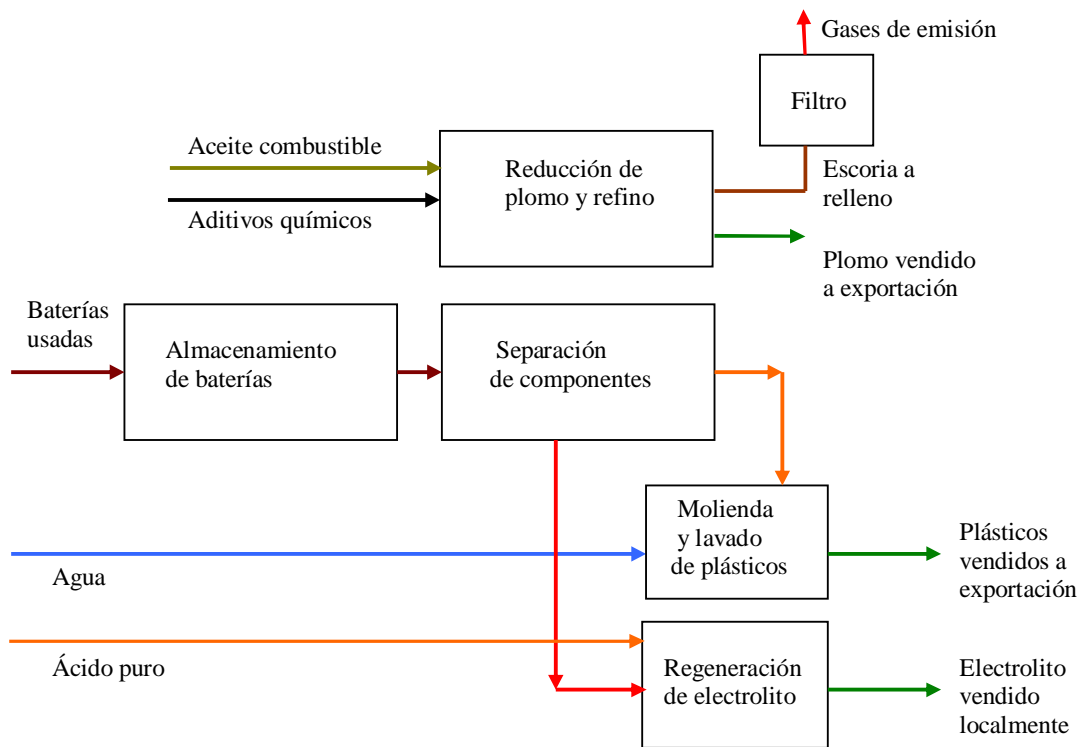 Gases de emisión
Filtro
Aceite combustible
Reducción de
plomo y refino
Escoria a
relleno
Aditivos químicos
Plomo vendido
a exportación
Baterías
usadas
Almacenamiento
de baterías
Separación
de componentes
Molienda
y lavado
de plásticos
Plásticos
vendidos a
exportación
Agua
Ácido puro
Regeneración
de electrolito
Electrolito
vendido
localmente